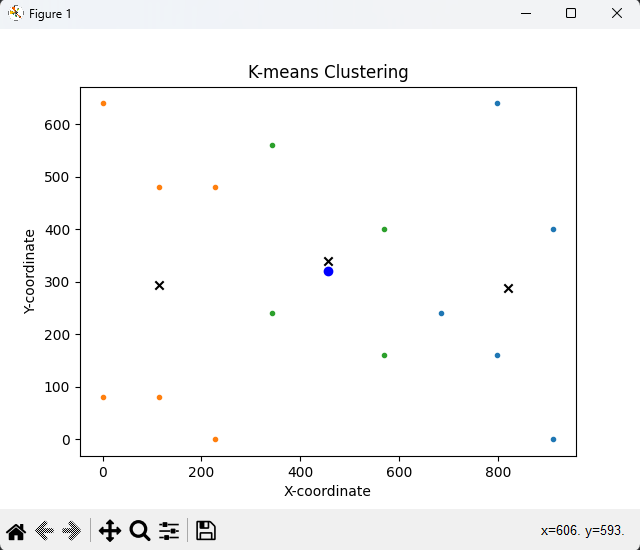 Figure 1
K-means Clustering
600
500
400
300
200
100
0
Y-coordinate
0 200 400 600 800
X-coordinate
x=606. y=593.